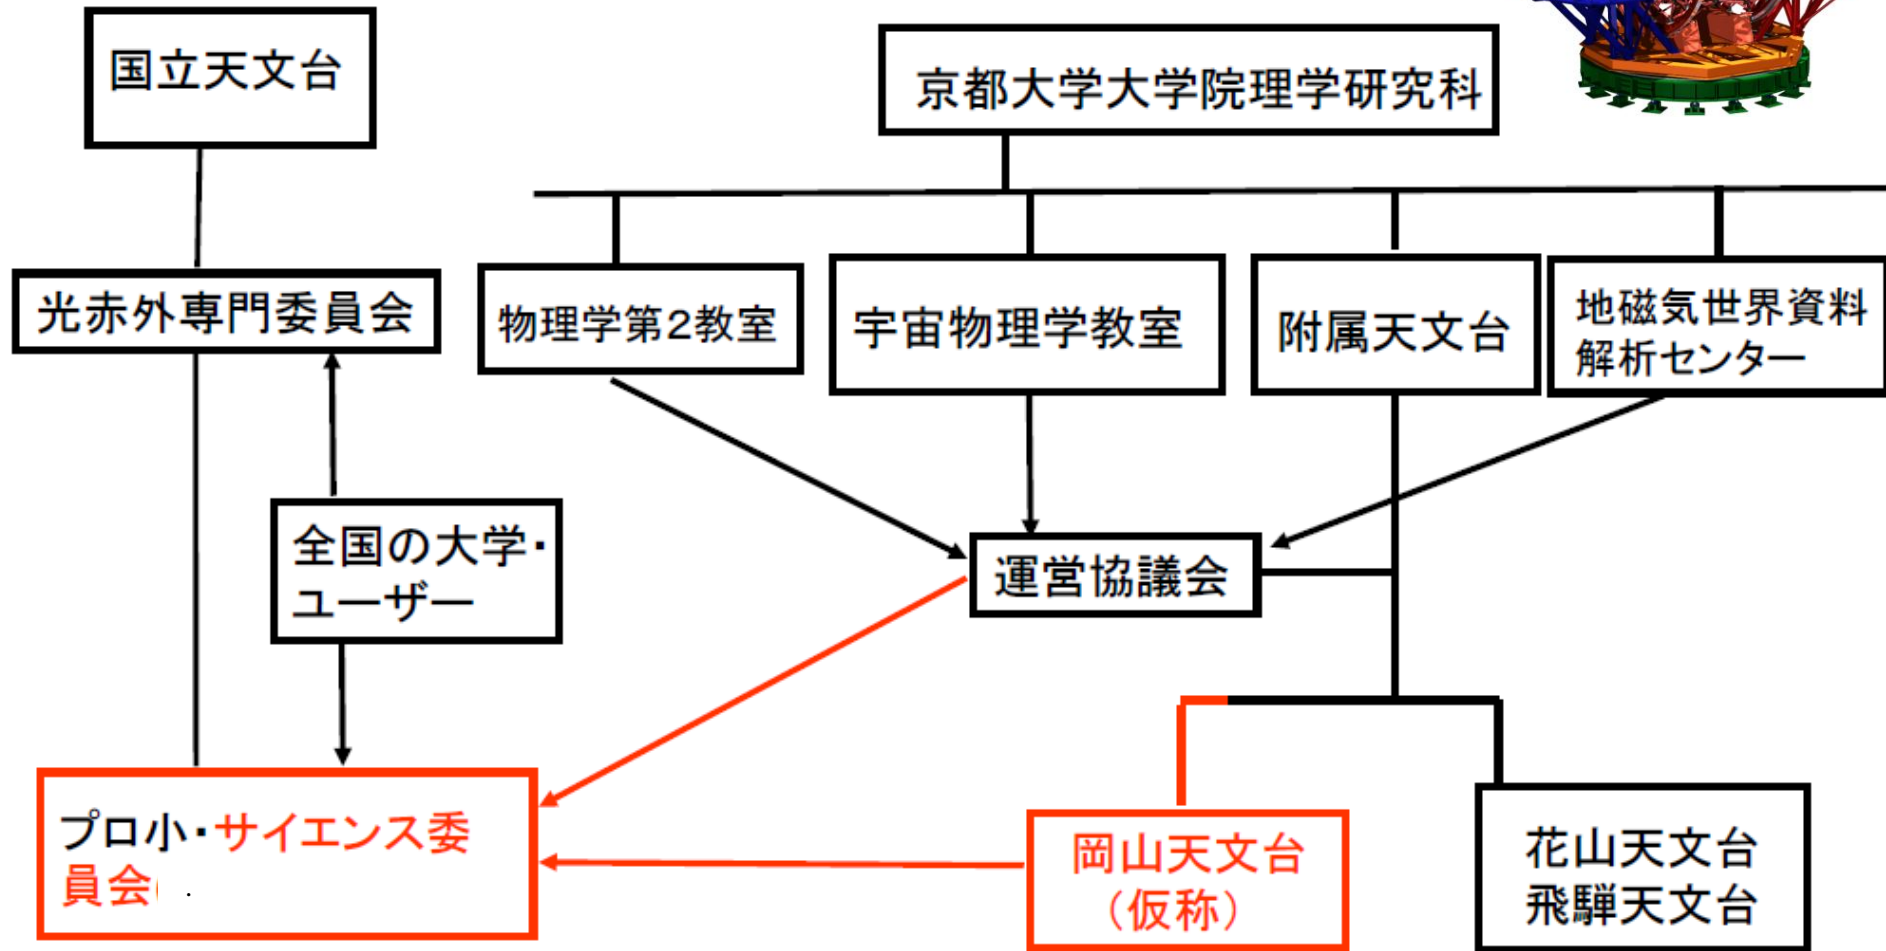 国立天文台
京都大学大学院理学研究科
光赤外専門委員会
物理学第2教室
宇宙物理学教室
附属天文台
地磁気世界資料
解析センター
全国の大学・
ユーザー
運営協議会
プロ小・サイエンス委
員会
岡山天文台
（仮称）
花山天文台
飛騨天文台